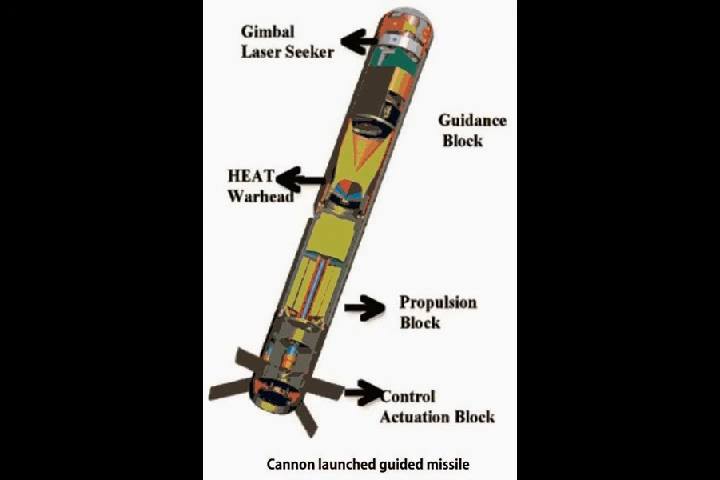 Gimbal
Laser Seeker
Guidance
Block
HEAT
Warhead
Propulsion
Block
Control
Actuation Block
Cannon launched guided missile